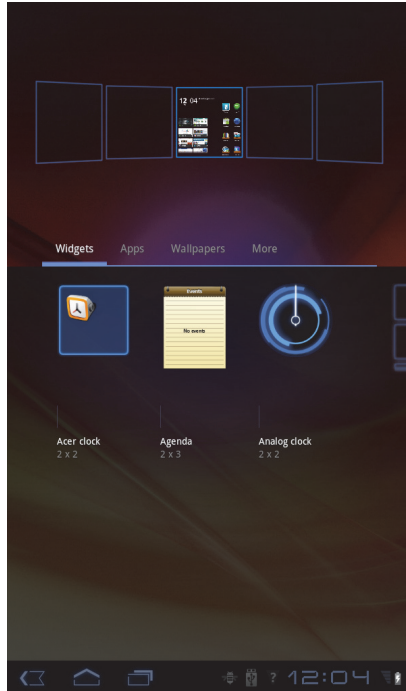 12 04
Widgets Apps Wallpapers More
Events
No events
Acer clock Agenda Analog clock
2 x 2 2 x 3 2 x 2
? 12:04